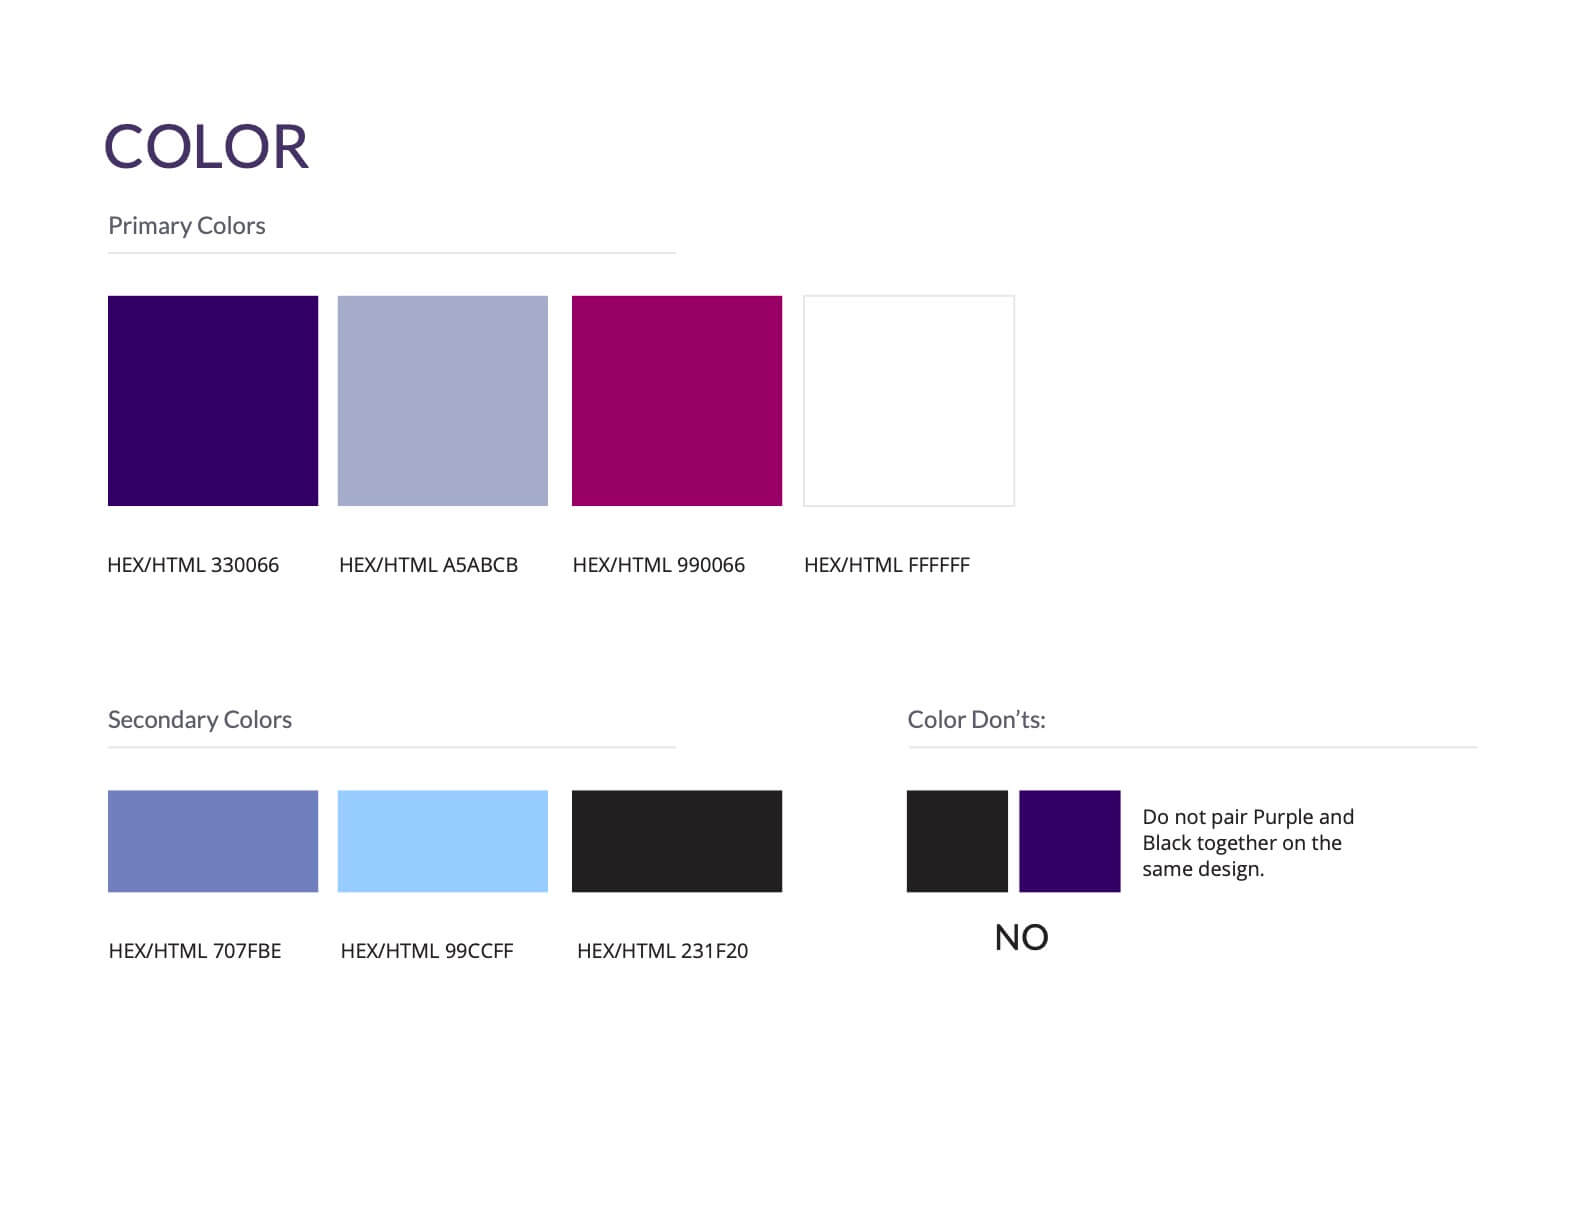 COLOR
Primary Colors
HEX/HTML 330066
HEX/HTML A5ABCB
HEX/HTML 990066
HEX/HTML FFFFFF
Secondary Colors
HEX/HTML 707FBE
HEX/HTML 99CCFF
HEX/HTML 231F20
Color Don’ts:
Do not pair Purple and
Black together on the
same design.
NO